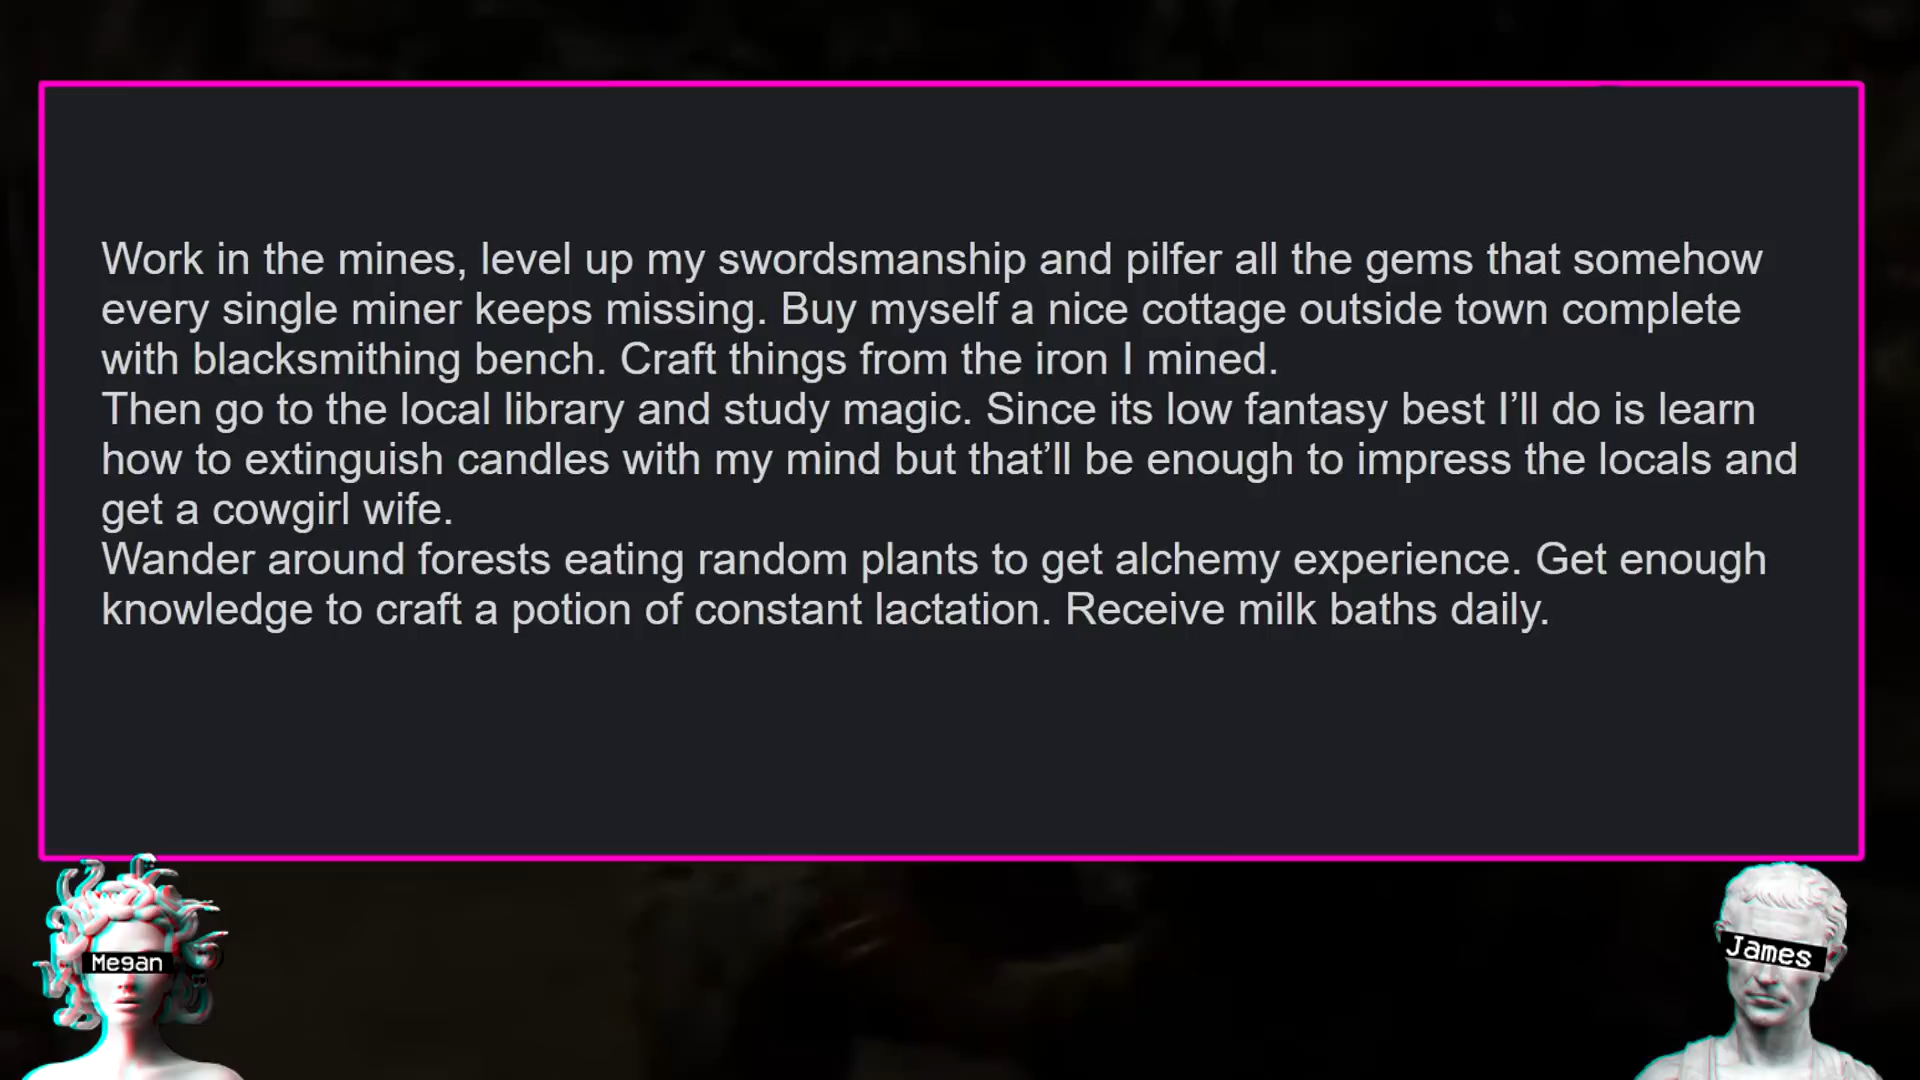 Work in the mines, level up my swordsmanship and pilfer all the gems that somehow
every single miner keeps missing. Buy myself a nice cottage outside town complete
with blacksmithing bench. Craft things from the iron I mined.
Then go to the local library and study magic. Since its low fantasy best I’ll do is learn
how to extinguish candles with my mind but that’ll be enough to impress the locals and
get a cowgirl wife.
Wander around forests eating random plants to get alchemy experience. Get enough
knowledge to craft a potion of constant lactation. Receive milk baths daily.
Megan
James